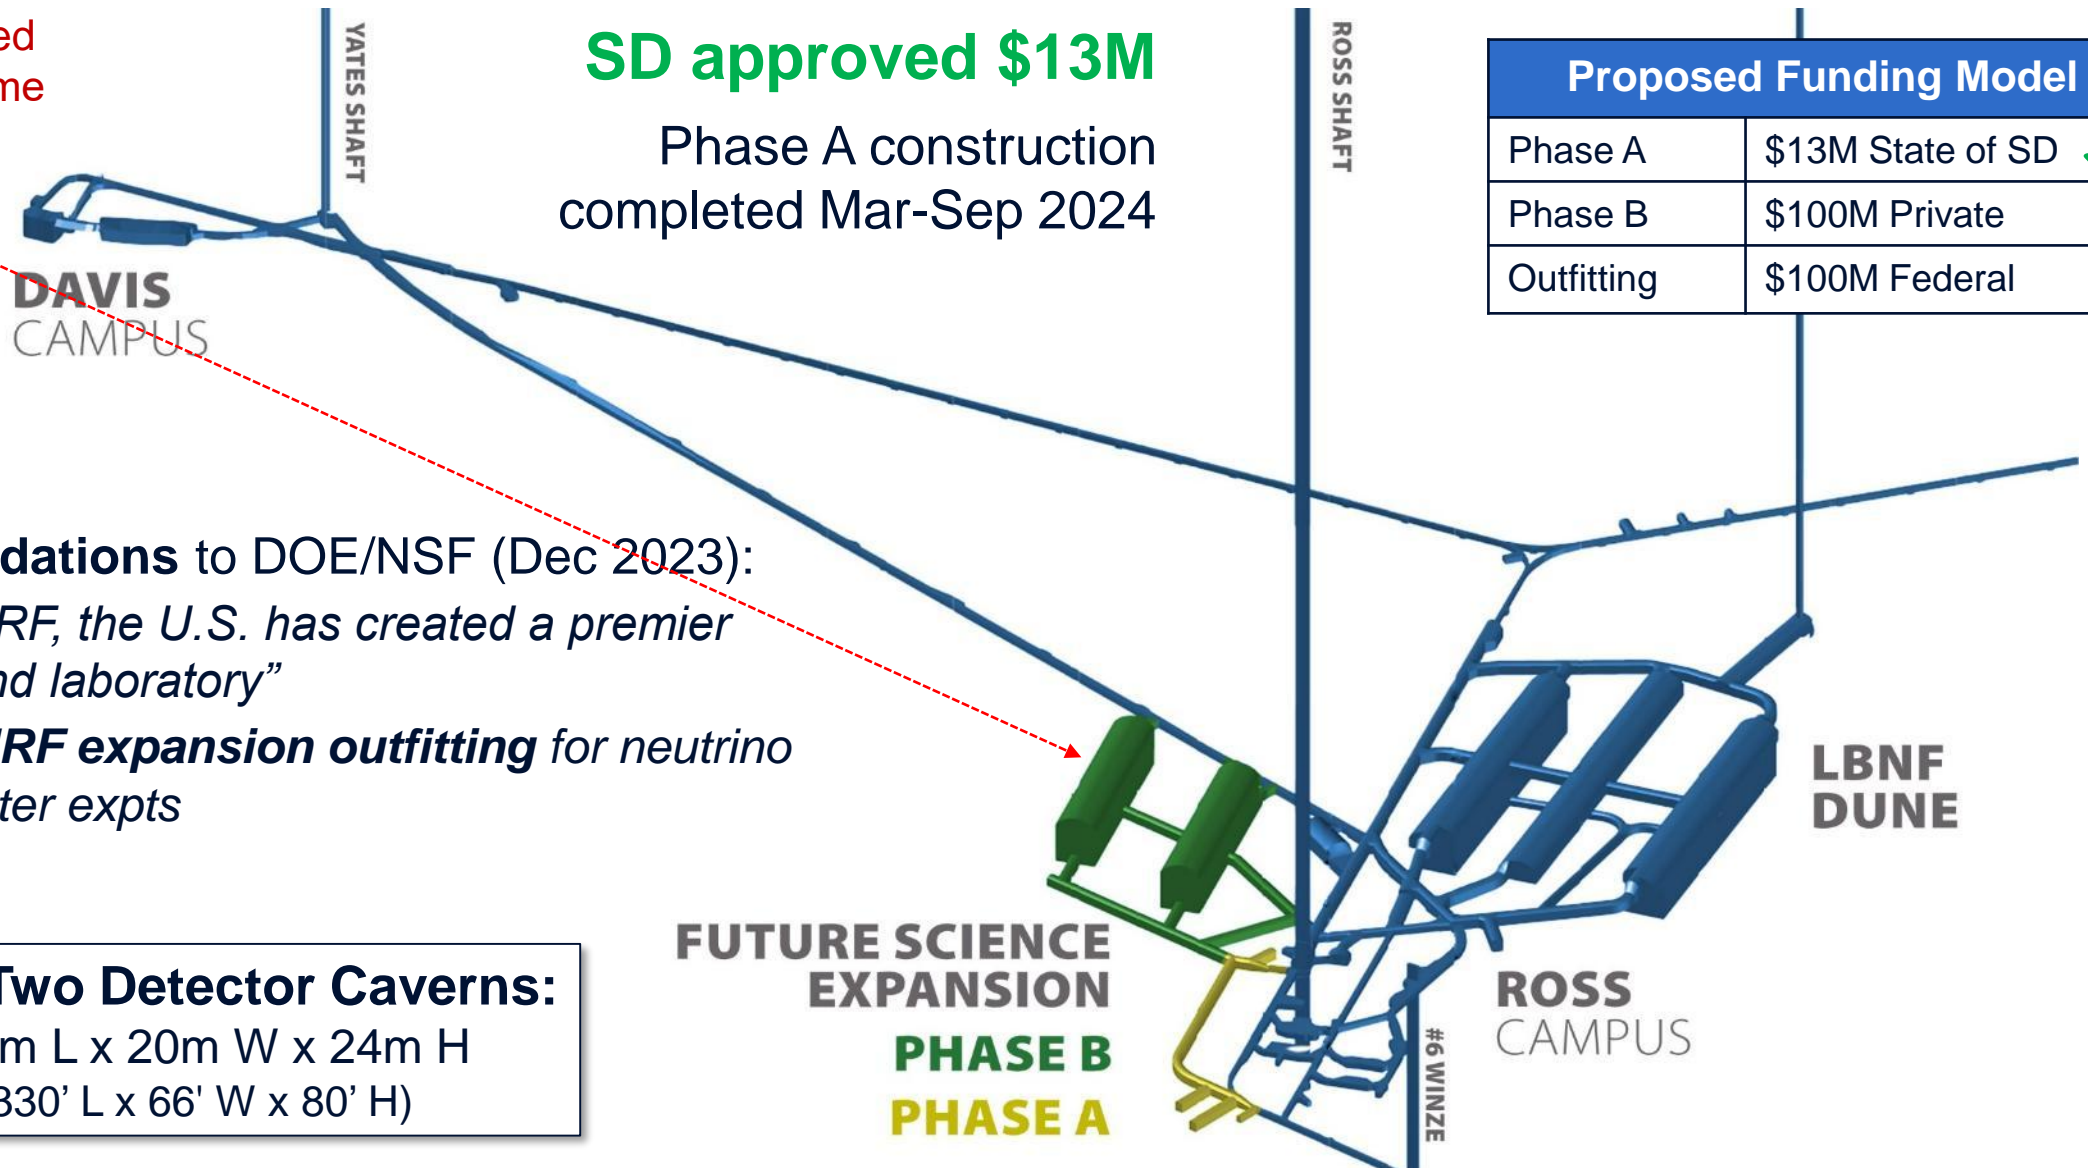 ed
me
YATES SHAFT
SD approved $13M
Phase A construction
completed Mar-Sep 2024
ROSS SHAFT
Proposed Funding Model
Phase A $13M State of SD
Phase B $100M Private
Outfitting $100M Federal
DAVIS
CAMPUS
dations to DOE/NSF (Dec 2023):
RF, the U.S. has created a premier
nd laboratory”
RF expansion outfitting for neutrino
ter expts
LBNF
DUNE
FUTURE SCIENCE
EXPANSION
PHASE B
PHASE A
ROSS
CAMPUS
#6 WINZE
Two Detector Caverns:
m L x 20m W x 24m H
330’ L x 66' W x 80’ H)